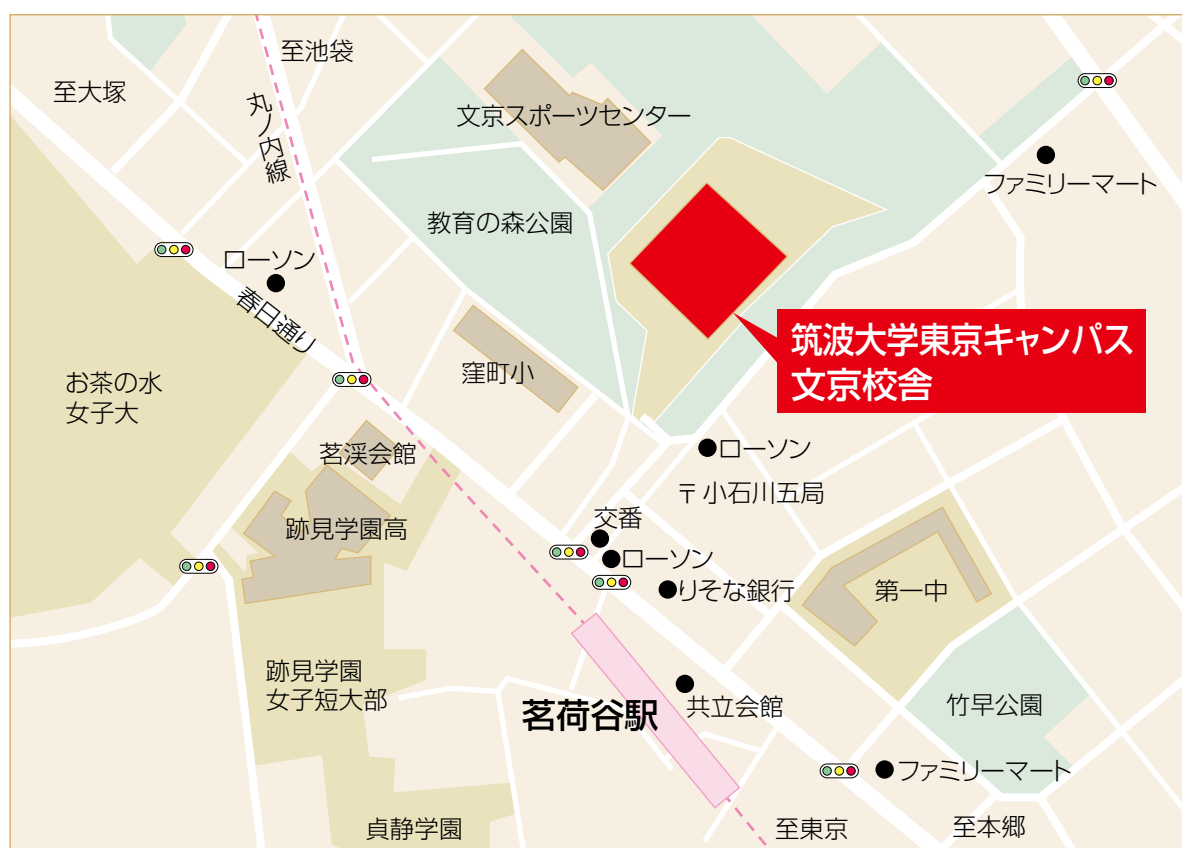 至池袋
至大塚
丸ノ内線
文京スポーツセンター
ファミリーマート
教育の森公園
ローソン
春日通り
筑波大学東京キャンパス
文京校舎
窪町小
お茶の水
女子大
茗渓会館
ローソン
〒小石川五局
交番
跡見学園高
ローソン
りそな銀行
第一中
跡見学園
女子短大部
共立会館
竹早公園
茗荷谷駅
ファミリーマート
貞静学園
至東京
至本郷